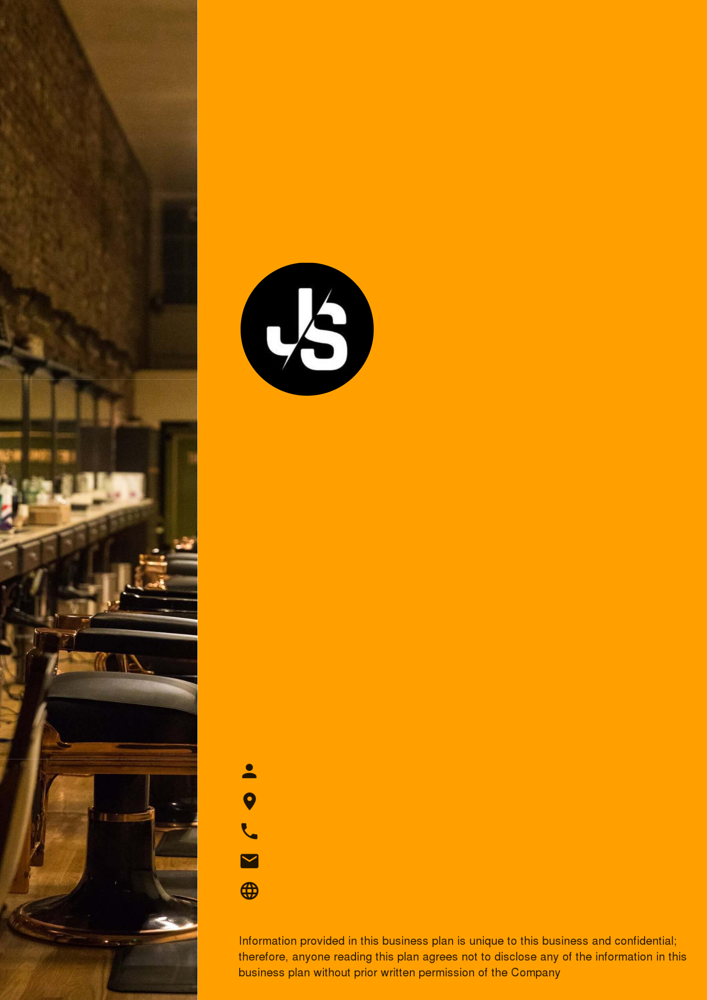 JS
Information provided in this business plan is unique to this business and confidential;
therefore, anyone reading this plan agrees not to disclose any of the information in this
business plan without prior written permission of the Company